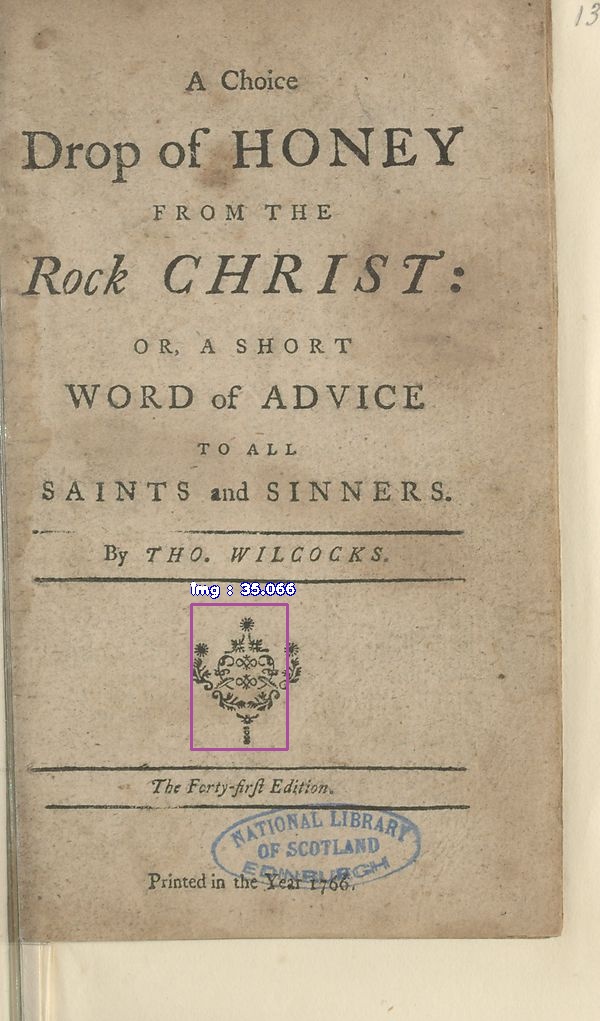 13
A Choice
Drop of HONEY
FROM THE
Rock CHRIST:
OR, A SHORT
WORD of ADVICE
TO ALL
SAINTS and SINNERS.
By THO. WILCOCKS.
img : 35.066
The Forty-first Edition.
NATIONAL LIBRARY
OF SCOTLAND
EDINBURGH
Printed in the Year 1766.